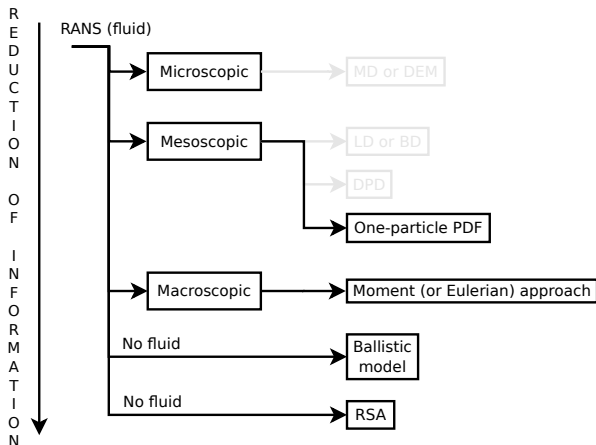 REDUCTION OF INFORMATION
RANS (fluid)
Microscopic
MD or DEM
Mesoscopic
LD or BD
DPD
One-particle PDF
Macroscopic
Moment (or Eulerian) approach
No fluid
Ballistic
model
No fluid
RSA